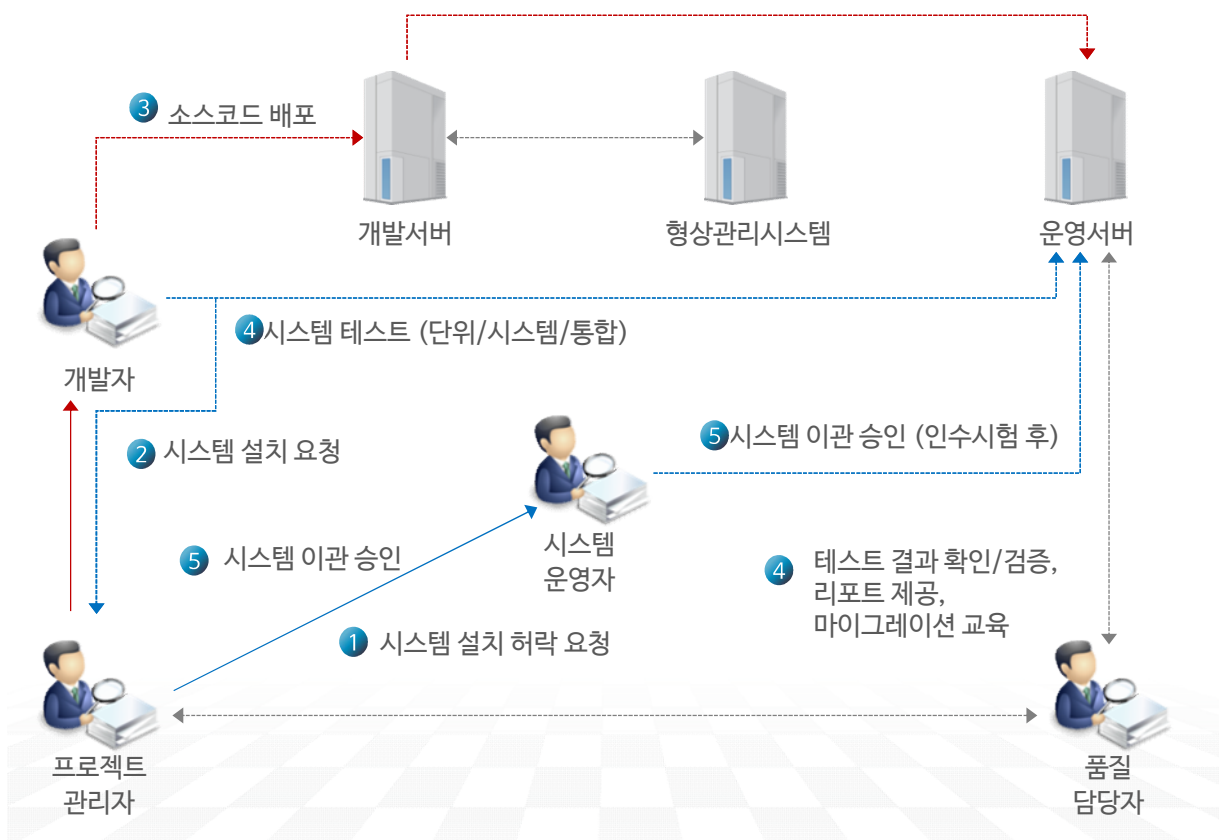 3 소스코드 배포
개발서버
형상관리시스템
운영서버
4 시스템 테스트 (단위/시스템/통합)
개발자
2 시스템 설치 요청
5 시스템 이관 승인 (인수시험 후)
시스템
운영자
5 시스템 이관 승인
4 테스트 결과 확인/검증,
리포트 제공,
마이그레이션 교육
1 시스템 설치 허락 요청
프로젝트
관리자
품질
담당자